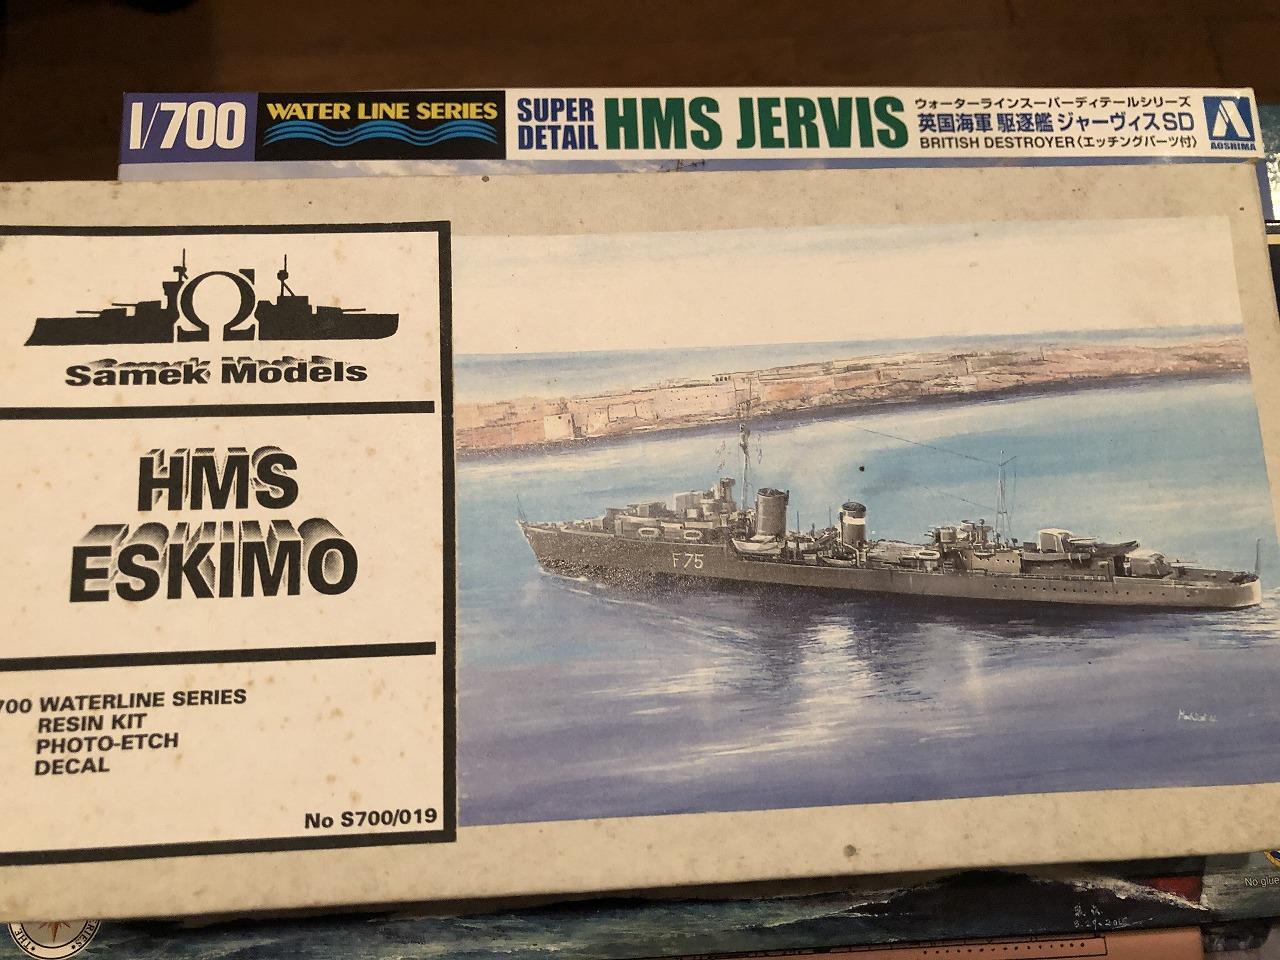 1/700
WATER LINE SERIES
SUPER
DETAIL
HMS JERVIS
ウォーターラインスーパーディテールシリーズ
英国海軍 駆逐艦 ジャーヴィスSD
BRITISH DESTROYER〈エッチングパーツ付〉
AOSHIMA
Samek Models
HMS
ESKIMO
700 WATERLINE SERIES
RESIN KIT
PHOTO-ETCH
DECAL
No S700/019
F75
No glue